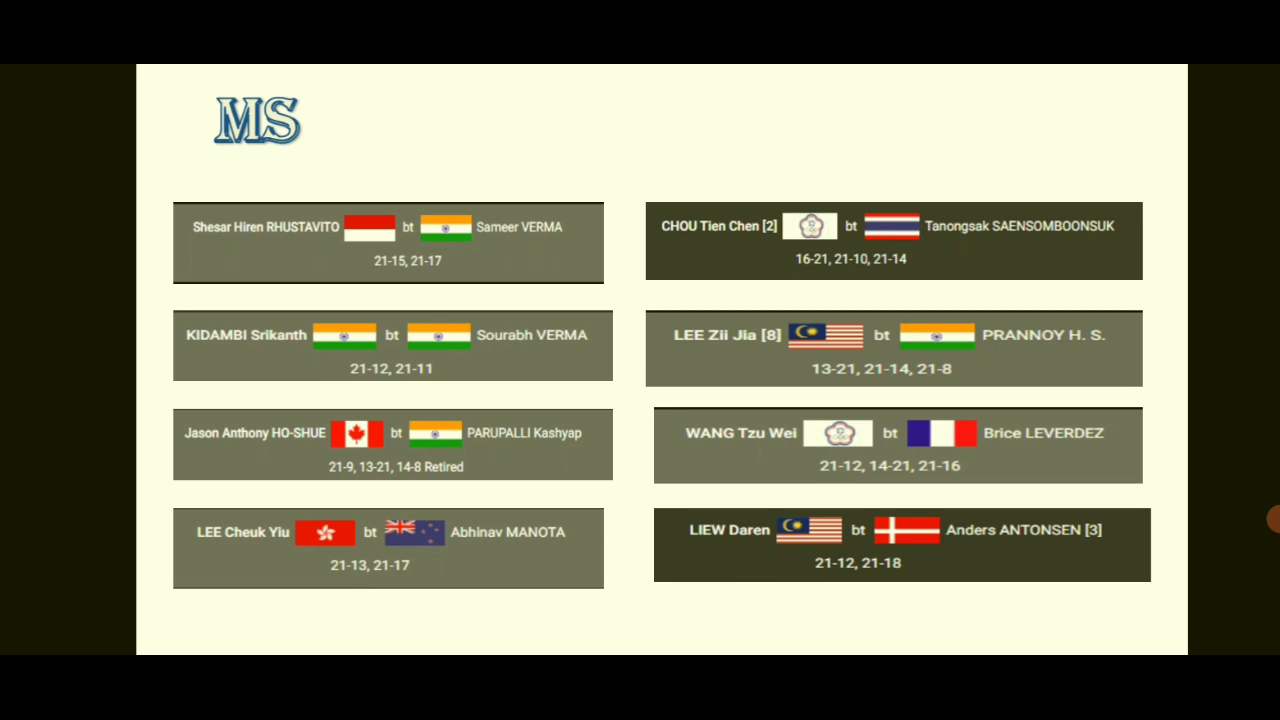 MS
Shesar Hiren RHUSTAVITO bt Sameer VERMA
21-15, 21-17
KIDAMBI Srikanth bt Sourabh VERMA
21-12, 21-11
Jason Anthony HO-SHUE bt PARUPALLI Kashyap
21-9, 13-21, 14-8 Retired
LEE Cheuk Yiu bt Abhinav MANOTA
21-13, 21-17
CHOU Tien Chen [2] bt Tanongsak SAENSOMBOONSUK
16-21, 21-10, 21-14
LEE Zii Jia [8] bt PRANNOY H. S.
13-21, 21-14, 21-8
WANG Tzu Wei bt Brice LEVERDEZ
21-12, 14-21, 21-16
LIEW Daren bt Anders ANTONSEN [3]
21-12, 21-18